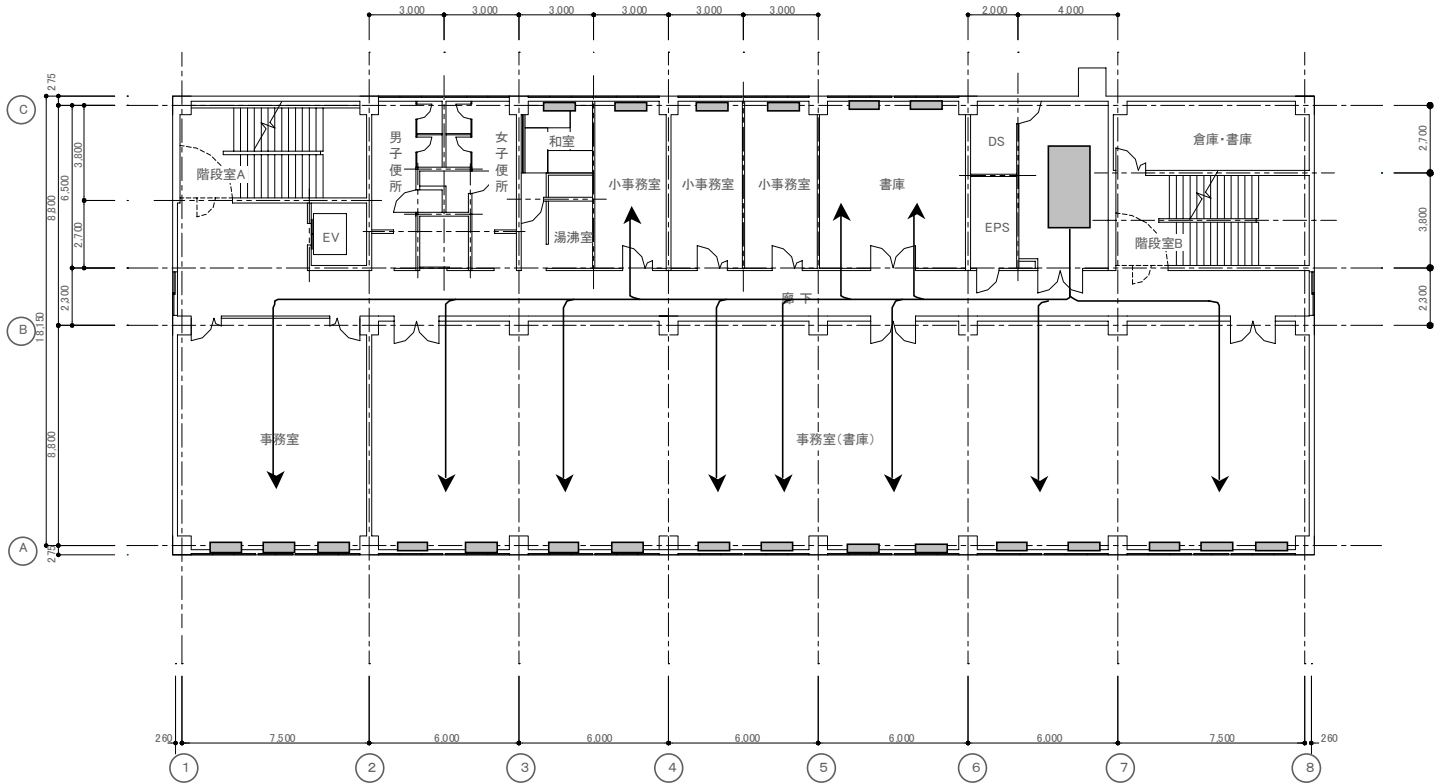 3,000
3,000
3,000
3,000
3,000
3,000
2,000
4,000
275
C
3,800
6,500
8,800
2,700
2,300
18,150
B
8,800
A
275
階段室A
EV
男子便所
女子便所
和室
湯沸室
小事務室
小事務室
小事務室
書庫
DS
EPS
倉庫・書庫
階段室B
2,700
3,800
2,300
廊下
事務室
事務室(書庫)
260
7,500
6,000
6,000
6,000
6,000
6,000
7,500
260
1
2
3
4
5
6
7
8